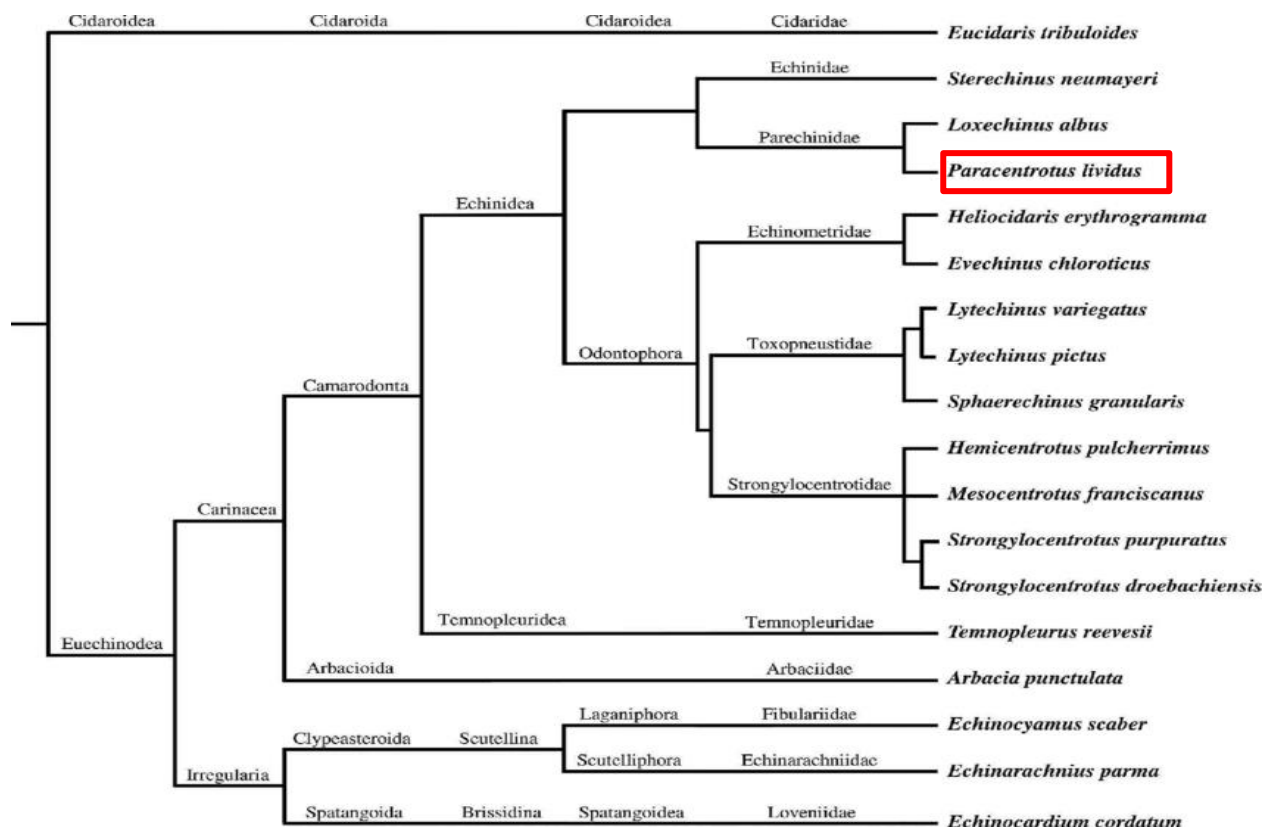 Cidaroidea Cidaroida Cidaroidea Cidaridae
Eucidaris tribuloides
Echinidae
Sterechinus neumayeri
Loxechinus albus
Parechinidae
Paracentrotus lividus
Echinidea
Heliocidaris erythrogramma
Echinometridae
Evechinus chloroticus
Lytechinus variegatus
Toxopneustidae
Odontophora
Lytechinus pictus
Camarodonta
Sphaerechinus granularis
Hemicentrotus pulcherrimus
Strongylocentrotidae
Mesocentrotus franciscanus
Carinacea
Strongylocentrotus purpuratus
Strongylocentrotus droebachiensis
Temnopleuridea Temnopleuridae
Temnopleurus reevesii
Euechinodea
Arbacioida Arbaciidae
Arbacia punctulata
Laganiphora Fibulariidae
Echinocyamus scaber
Clypeasteroida Scutellina
Scutelliphora Echinarachniidae
Echinarachnius parma
Irregularia
Spatangoida Brissidina Spatangoidea Loveniidae
Echinocardium cordatum